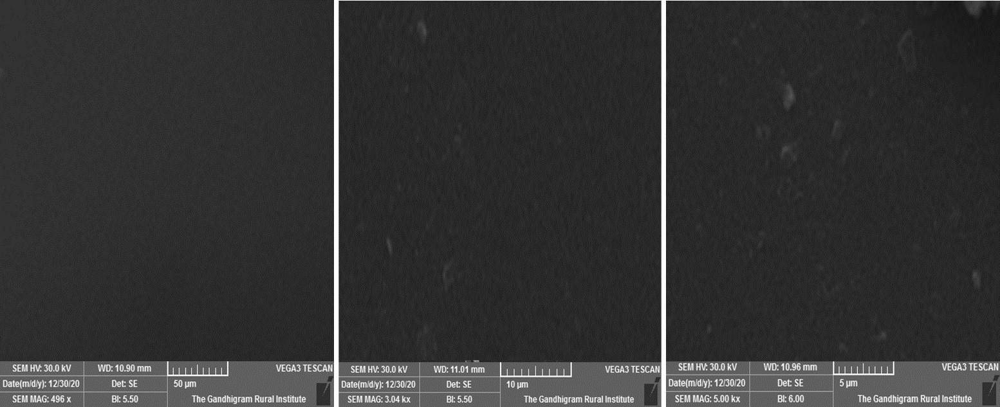 SEM HV: 30.0 kV WD: 10.90 mm VEGA3 TESCAN
Date(m/d/y): 12/30/20 Det: SE 50 µm
SEM MAG: 496 x BI: 5.50 The Gandhigram Rural Institute
SEM HV: 30.0 kV WD: 11.01 mm VEGA3 TESCAN
Date(m/d/y): 12/30/20 Det: SE 10 µm
SEM MAG: 3.04 kx BI: 5.50 The Gandhigram Rural Institute
SEM HV: 30.0 kV WD: 10.96 mm VEGA3 TESCAN
Date(m/d/y): 12/30/20 Det: SE 5 µm
SEM MAG: 5.00 kx BI: 6.00 The Gandhigram Rural Institute